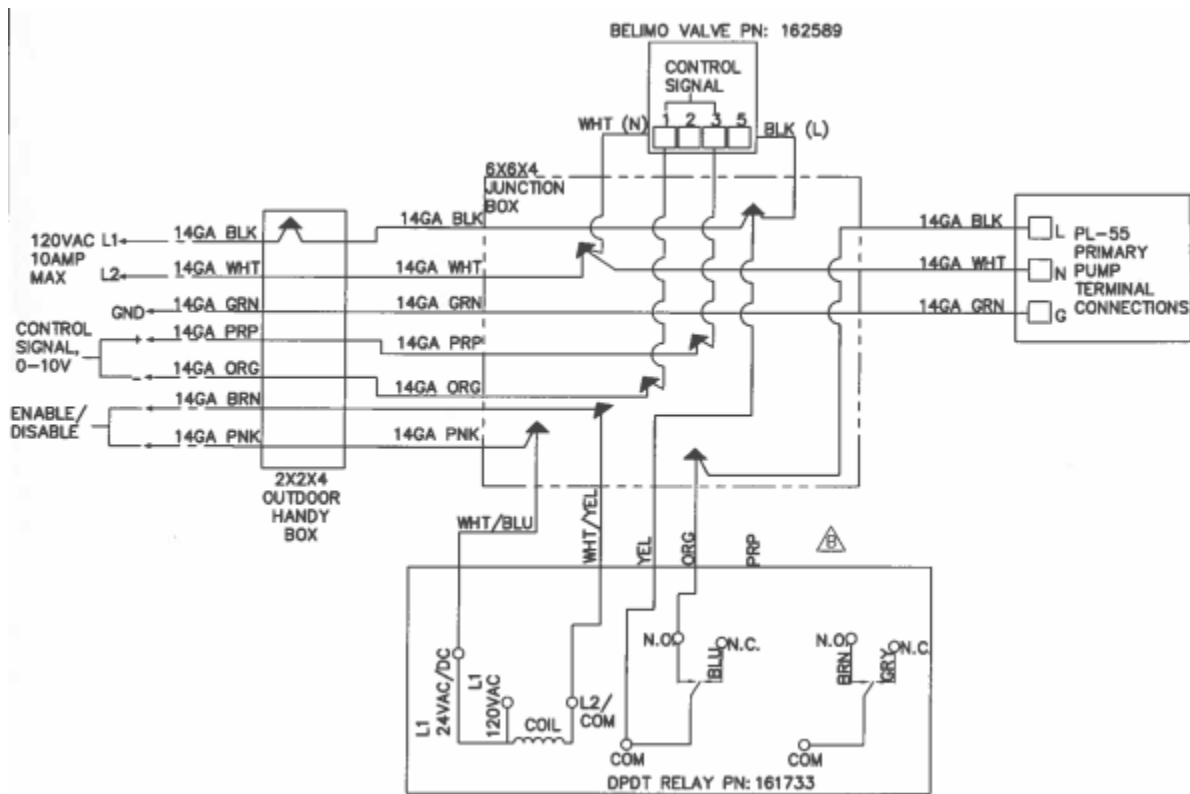 BELIMO VALVE PN: 162589
CONTROL
SIGNAL
WHT (N)
1 2 3 5
BLK (L)
6X6X4
JUNCTION
BOX
120VAC L1
10AMP
MAX
L2
GND
14GA BLK
14GA BLK
14GA BLK
14GA WHT
14GA WHT
14GA WHT
14GA GRN
14GA GRN
14GA GRN
L
N
G
PL-55
PRIMARY
PUMP
TERMINAL
CONNECTIONS
CONTROL
SIGNAL,
0-10V
+
-
14GA PRP
14GA PRP
14GA ORG
14GA ORG
ENABLE/
DISABLE
14GA BRN
14GA PNK
14GA PNK
2X2X4
OUTDOOR
HANDY
BOX
WHT/BLU
WHT/YEL
YEL
ORG
PRP
B
L1
24VAC/DC
L1
120VAC
COIL
L2/
COM
N.O.
BLU
N.C.
COM
N.O.
BRN
GRY
N.C.
COM
DPDT RELAY PN: 161733